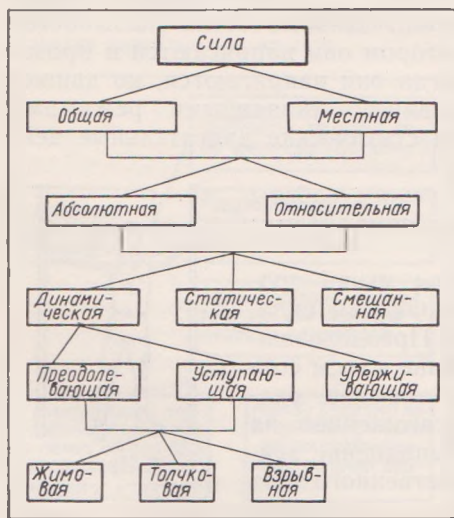 Сила
Общая
Местная
Абсолютная
Относительная
Динами-
ческая
Статичес-
кая
Смешан-
ная
Преодоле-
вающая
Уступаю-
щая
Удержи-
вающая
Жимо-
вая
Толчко-
вая
Взрыв-
ная